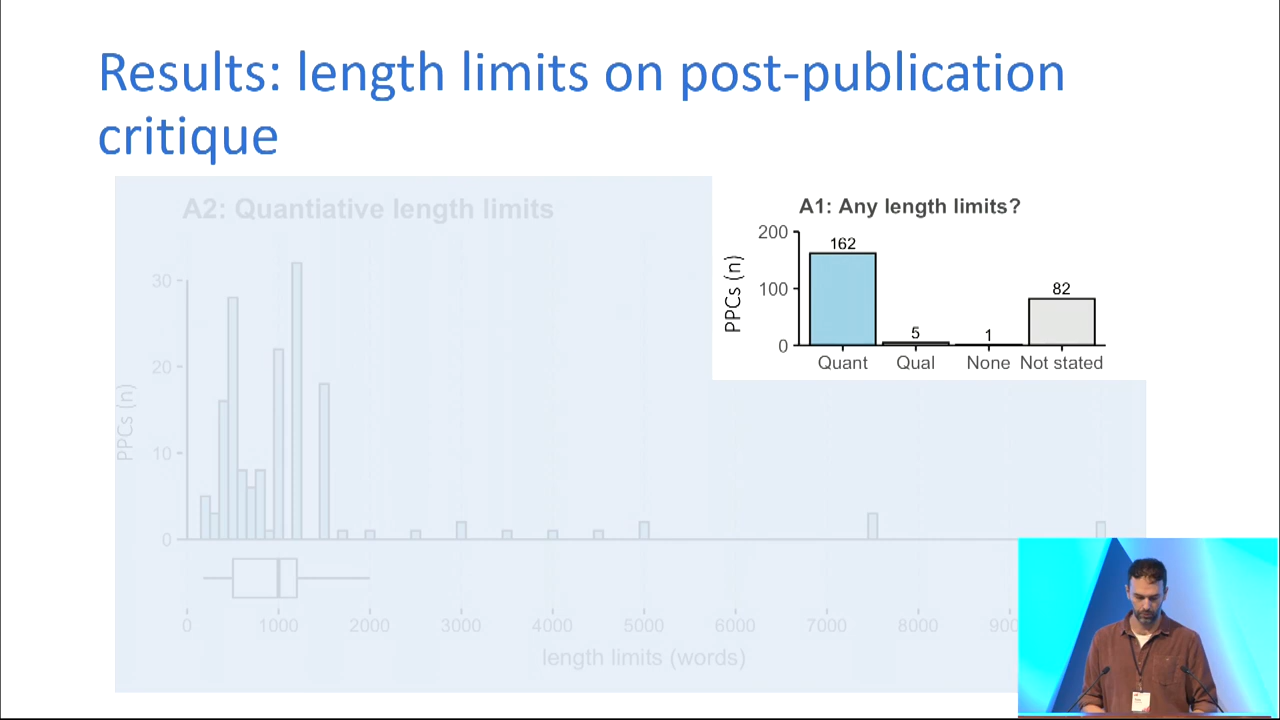 Results: length limits on post-publication
critique
A2: Quantiative length limits
PPCs (n)
30
20
10
0
0 1000 2000 3000 4000 5000 6000 7000 8000
length limits (words)
A1: Any length limits?
PPCs (n)
200
100
0
162
5
1
82
Quant Qual None Not stated